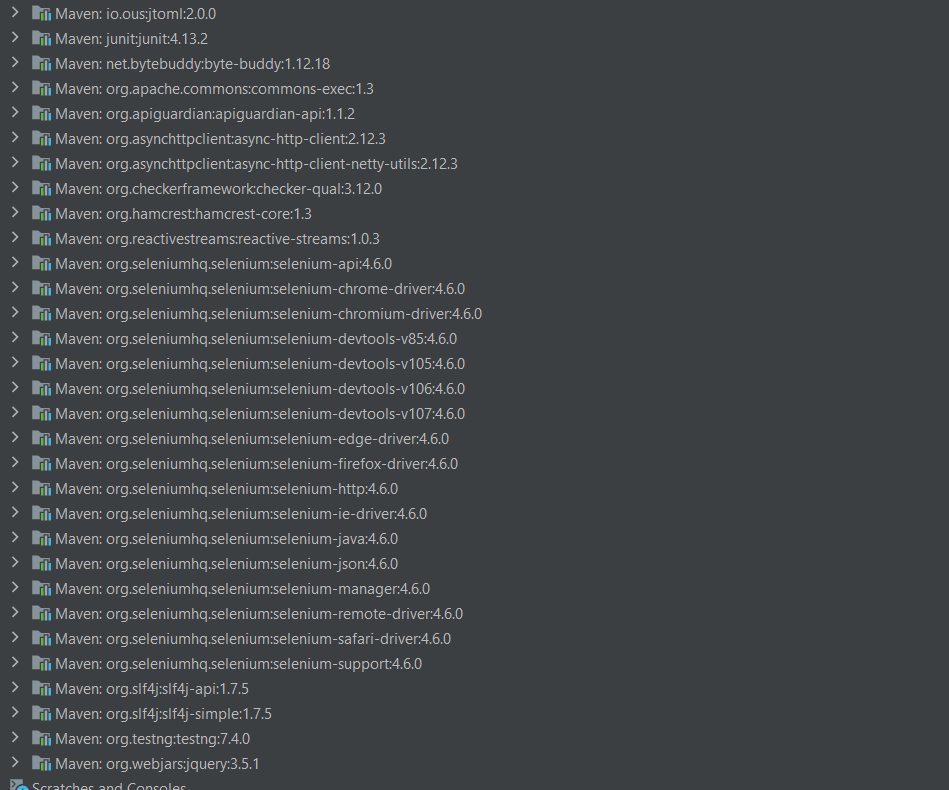 Maven: io.ous:jtoml:2.0.0
Maven: junit:junit:4.13.2
Maven: net.bytebuddy:byte-buddy:1.12.18
Maven: org.apache.commons:commons-exec:1.3
Maven: org.apiguardian:apiguardian-api:1.1.2
Maven: org.asynchttpclient:async-http-client:2.12.3
Maven: org.asynchttpclient:async-http-client-netty-utils:2.12.3
Maven: org.checkerframework:checker-qual:3.12.0
Maven: org.hamcrest:hamcrest-core:1.3
Maven: org.reactivestreams:reactive-streams:1.0.3
Maven: org.seleniumhq.selenium:selenium-api:4.6.0
Maven: org.seleniumhq.selenium:selenium-chrome-driver:4.6.0
Maven: org.seleniumhq.selenium:selenium-chromium-driver:4.6.0
Maven: org.seleniumhq.selenium:selenium-devtools-v85:4.6.0
Maven: org.seleniumhq.selenium:selenium-devtools-v105:4.6.0
Maven: org.seleniumhq.selenium:selenium-devtools-v106:4.6.0
Maven: org.seleniumhq.selenium:selenium-devtools-v107:4.6.0
Maven: org.seleniumhq.selenium:selenium-edge-driver:4.6.0
Maven: org.seleniumhq.selenium:selenium-firefox-driver:4.6.0
Maven: org.seleniumhq.selenium:selenium-http:4.6.0
Maven: org.seleniumhq.selenium:selenium-ie-driver:4.6.0
Maven: org.seleniumhq.selenium:selenium-java:4.6.0
Maven: org.seleniumhq.selenium:selenium-json:4.6.0
Maven: org.seleniumhq.selenium:selenium-manager:4.6.0
Maven: org.seleniumhq.selenium:selenium-remote-driver:4.6.0
Maven: org.seleniumhq.selenium:selenium-safari-driver:4.6.0
Maven: org.seleniumhq.selenium:selenium-support:4.6.0
Maven: org.slf4j:slf4j-api:1.7.5
Maven: org.slf4j:slf4j-simple:1.7.5
Maven: org.testng:testng:7.4.0
Maven: org.webjars:jquery:3.5.1
Scratches and Consoles